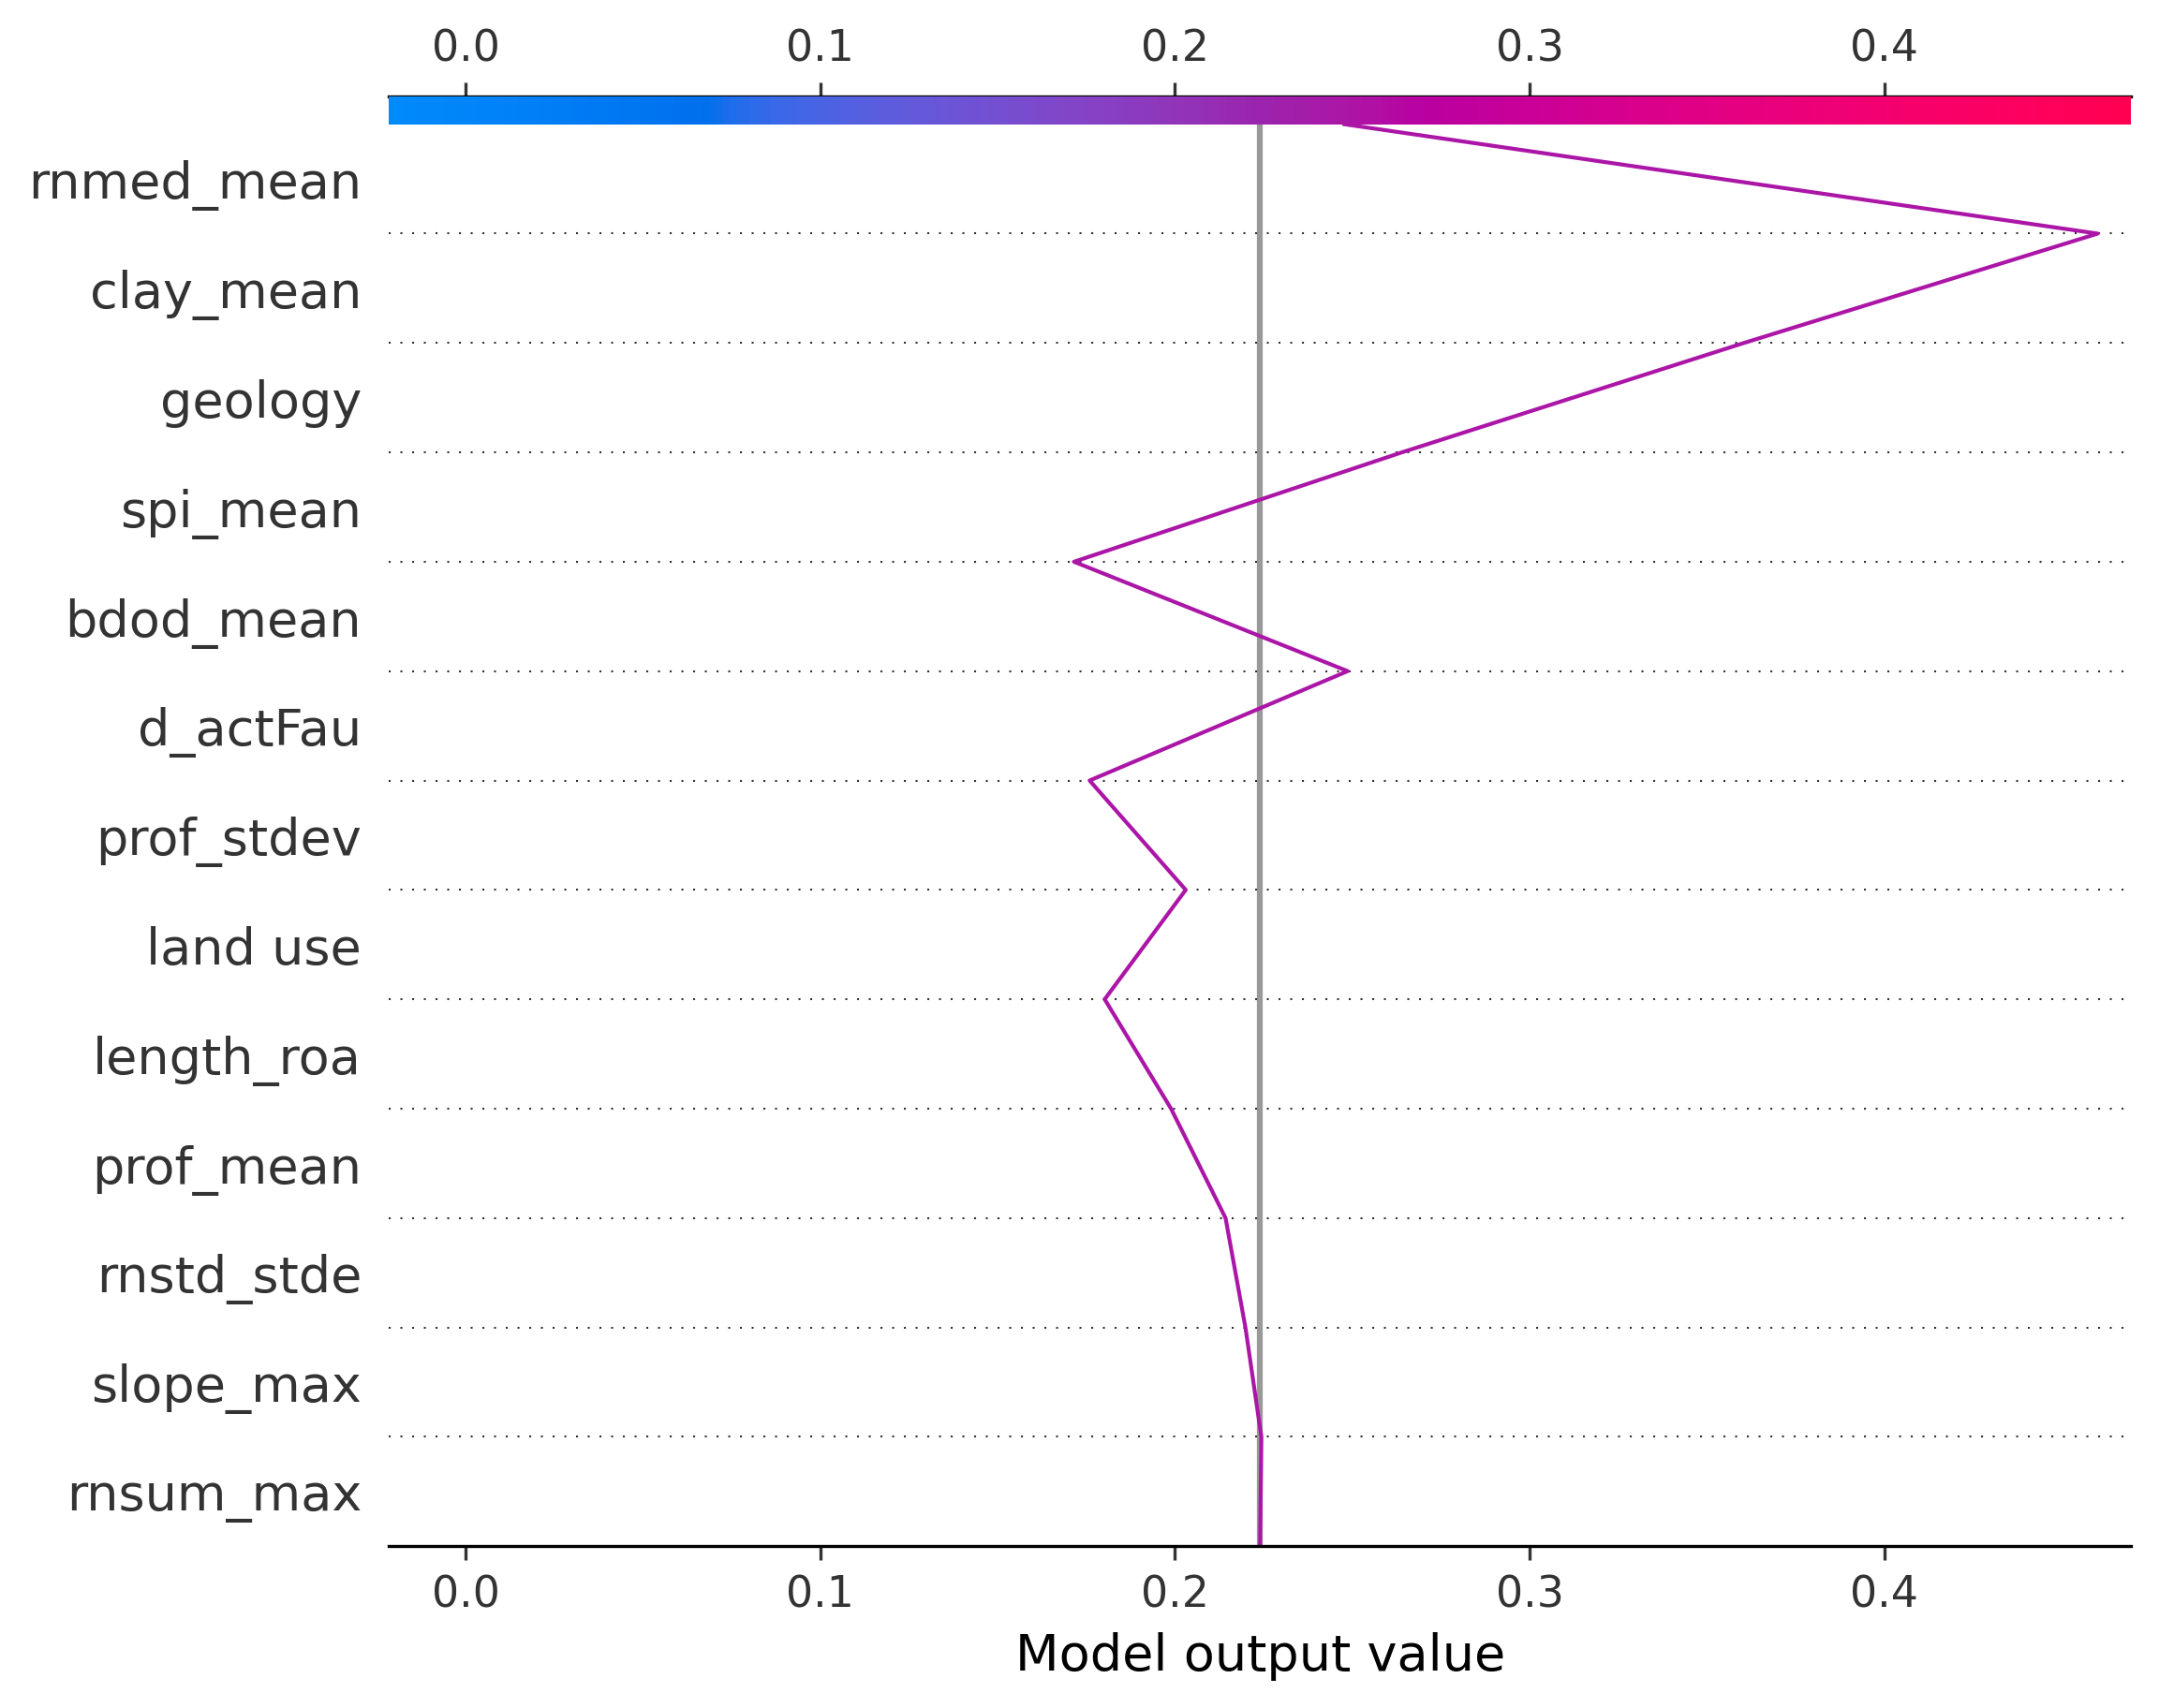 0.0 0.1 0.2 0.3 0.4
rnmed_mean
clay_mean
geology
spi_mean
bdod_mean
d_actFau
prof_stdev
land use
length_roa
prof_mean
rnstd_stde
slope_max
rnsum_max
0.0 0.1 0.2 0.3 0.4
Model output value